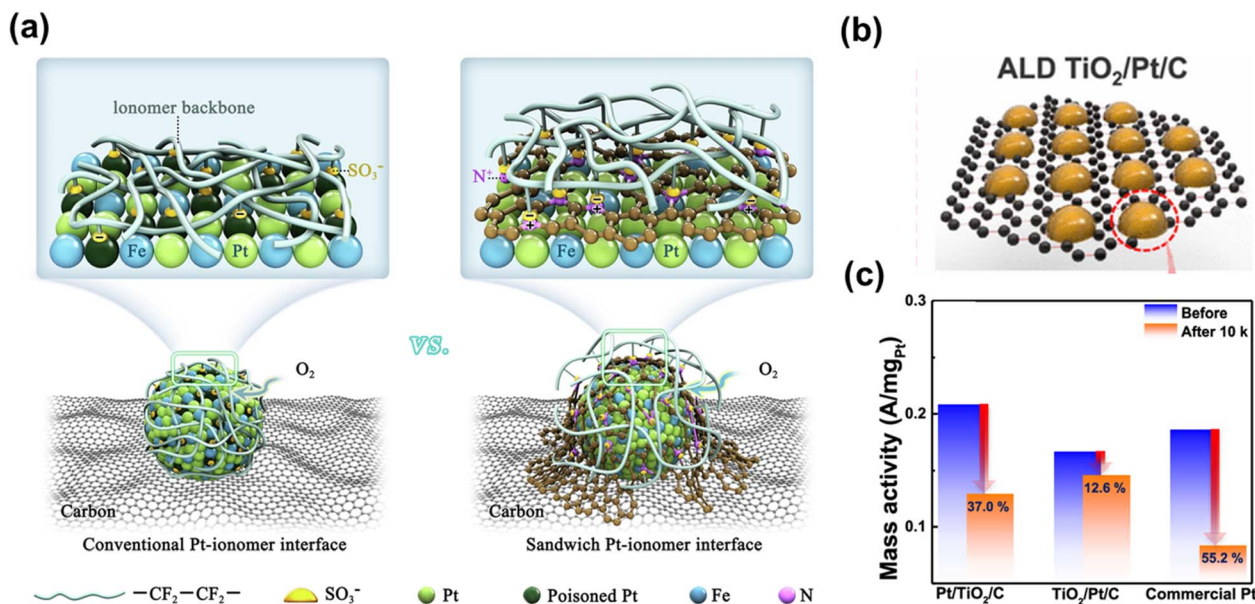 (a)
Ionomer backbone
SO₃⁻
Fe
Pt
O₂
Carbon
Conventional Pt-ionomer interface
vs.
N⁺
Fe
Pt
O₂
Carbon
Sandwich Pt-ionomer interface
—CF₂—CF₂—
SO₃⁻
Pt
Poisoned Pt
Fe
N
(b)
ALD TiO₂/Pt/C
(c)
Mass activity (A/mgPt)
0.3
0.2
0.1
Before
After 10 k
37.0 %
12.6 %
55.2 %
Pt/TiO₂/C
TiO₂/Pt/C
Commercial Pt